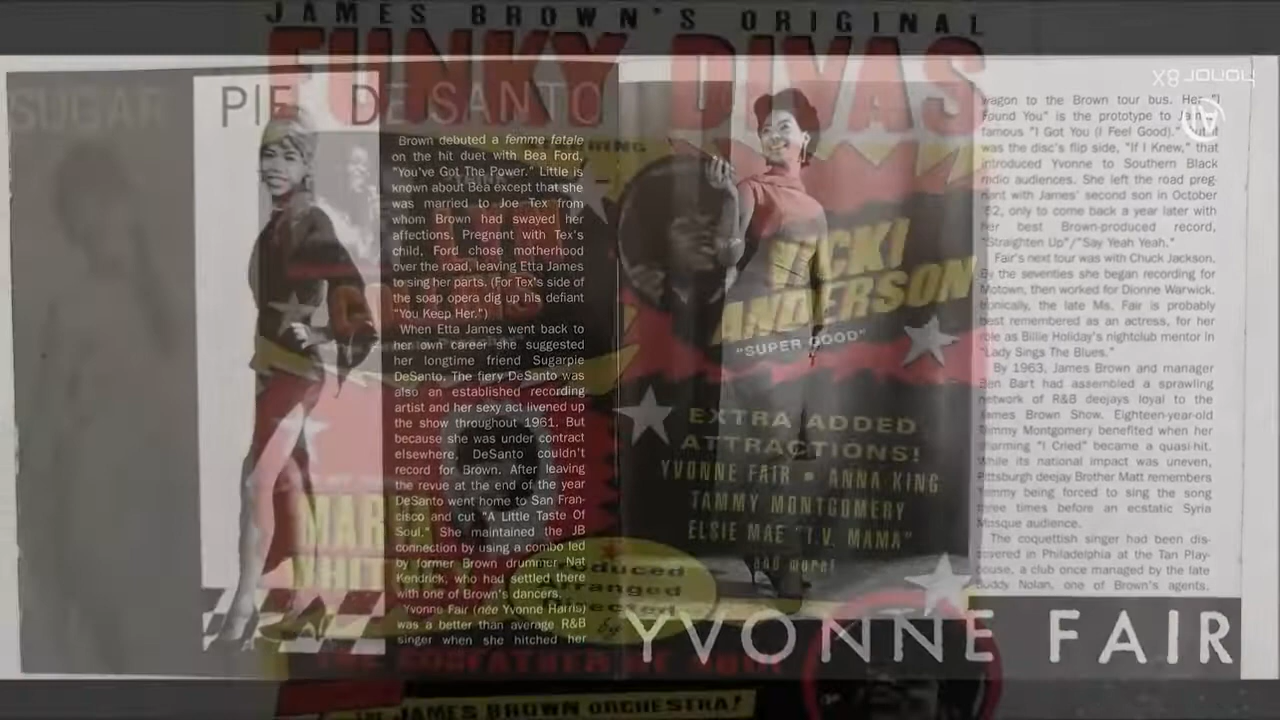 JAMES BROWN'S ORIGINAL
FUNKY DIVAS
honor 8X
SUGAR PIE DE SANTO
Brown debuted a femme fatale
on the hit duet with Bea Ford,
"You've Got The Power." Little is
known about Bea except that she
was married to Joe Tex from
whom Brown had swayed her
affections. Pregnant with Tex's
child, Ford chose motherhood
over the road, leaving Etta James
to sing her parts. (For Tex's side of
the soap opera dig up his defiant
"You Keep Her.")
When Etta James went back to
her own career she suggested
her longtime friend Sugarpie
DeSanto. The fiery DeSanto was
also an established recording
artist and her sexy act livened up
the show throughout 1961. But
because she was under contract
elsewhere, DeSanto couldn't
record for Brown. After leaving
the revue at the end of the year
DeSanto went home to San Fran-
cisco and cut "A Little Taste Of
Soul." She maintained the JB
connection by using a combo led
by former Brown drummer Nat
Kendrick, who had settled there
with one of Brown's dancers.
Yvonne Fair (née Yvonne Harris)
was a better than average R&B
singer when she hitched her
VICKI
ANDERSON
"SUPER GOOD"
EXTRA ADDED
ATTRACTIONS!
YVONNE FAIR • ANNA KING
TAMMY MONTGOMERY
ELSIE MAE "T.V. MAMA"
and more!
wagon to the Brown tour bus. Her "I
Found You" is the prototype to
famous "I Got You (I Feel Good)."
was the disc's flip side, "If I Knew," that
introduced Yvonne to Southern Black
radio audiences. She left the road preg-
nant with James' second son in October
'62, only to come back a year later with
her best Brown-produced record,
"Straighten Up"/"Say Yeah Yeah."
Fair's next tour was with Chuck Jackson.
By the seventies she began recording for
Motown, then worked for Dionne Warwick.
Ironically, the late Ms. Fair is probably
best remembered as an actress, for her
role as Billie Holiday's nightclub mentor in
"Lady Sings The Blues."
By 1963, James Brown and manager
Ben Bart had assembled a sprawling
network of R&B deejays loyal to the
James Brown Show. Eighteen-year-old
Tammy Montgomery benefited when her
charming "I Cried" became a quasi-hit.
While its national impact was uneven,
Pittsburgh deejay Brother Matt remembers
Tammy being forced to sing the song
three times before an ecstatic Syria
Mosque audience.
The coquettish singer had been dis-
covered in Philadelphia at the Tan Play-
house, a club once managed by the late
Buddy Nolan, one of Brown's agents.
Produced
Arranged
Directed
by
YVONNE FAIR
THE GODFATHER OF SOUL
THE JAMES BROWN ORCHESTRA!